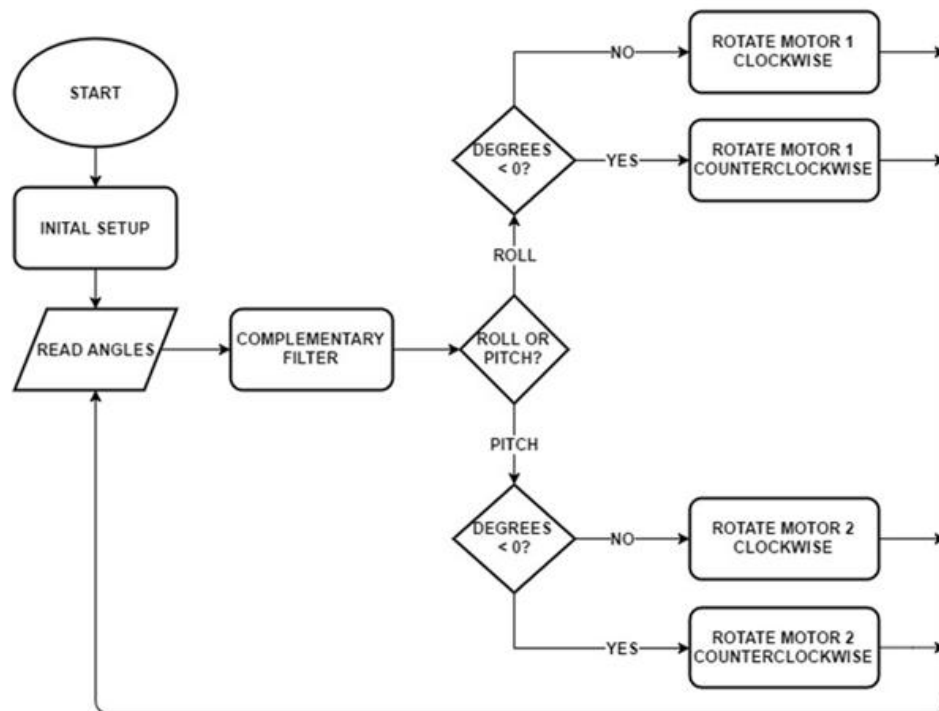 START
INITAL SETUP
READ ANGLES
COMPLEMENTARY
FILTER
ROLL OR
PITCH?
ROLL
DEGREES
< 0?
NO
ROTATE MOTOR 1
CLOCKWISE
YES
ROTATE MOTOR 1
COUNTERCLOCKWISE
PITCH
DEGREES
< 0?
NO
ROTATE MOTOR 2
CLOCKWISE
YES
ROTATE MOTOR 2
COUNTERCLOCKWISE